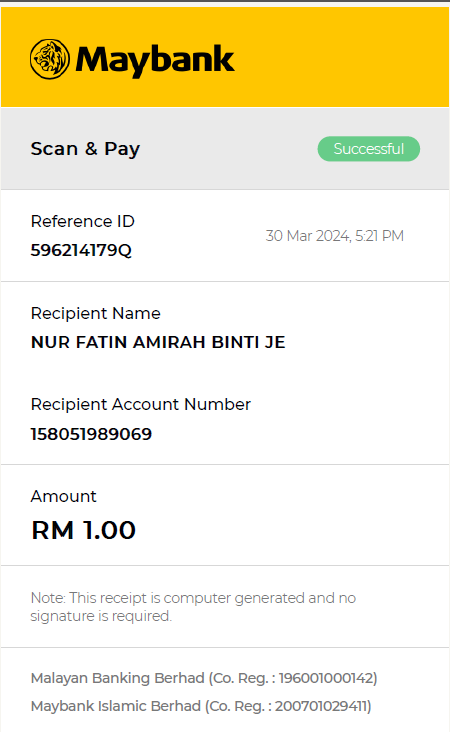 Maybank
Scan & Pay
Successful
Reference ID
596214179Q
30 Mar 2024, 5:21 PM
Recipient Name
NUR FATIN AMIRAH BINTI JE
Recipient Account Number
158051989069
Amount
RM 1.00
Note: This receipt is computer generated and no
signature is required.
Malayan Banking Berhad (Co. Reg. : 196001000142)
Maybank Islamic Berhad (Co. Reg. : 200701029411)